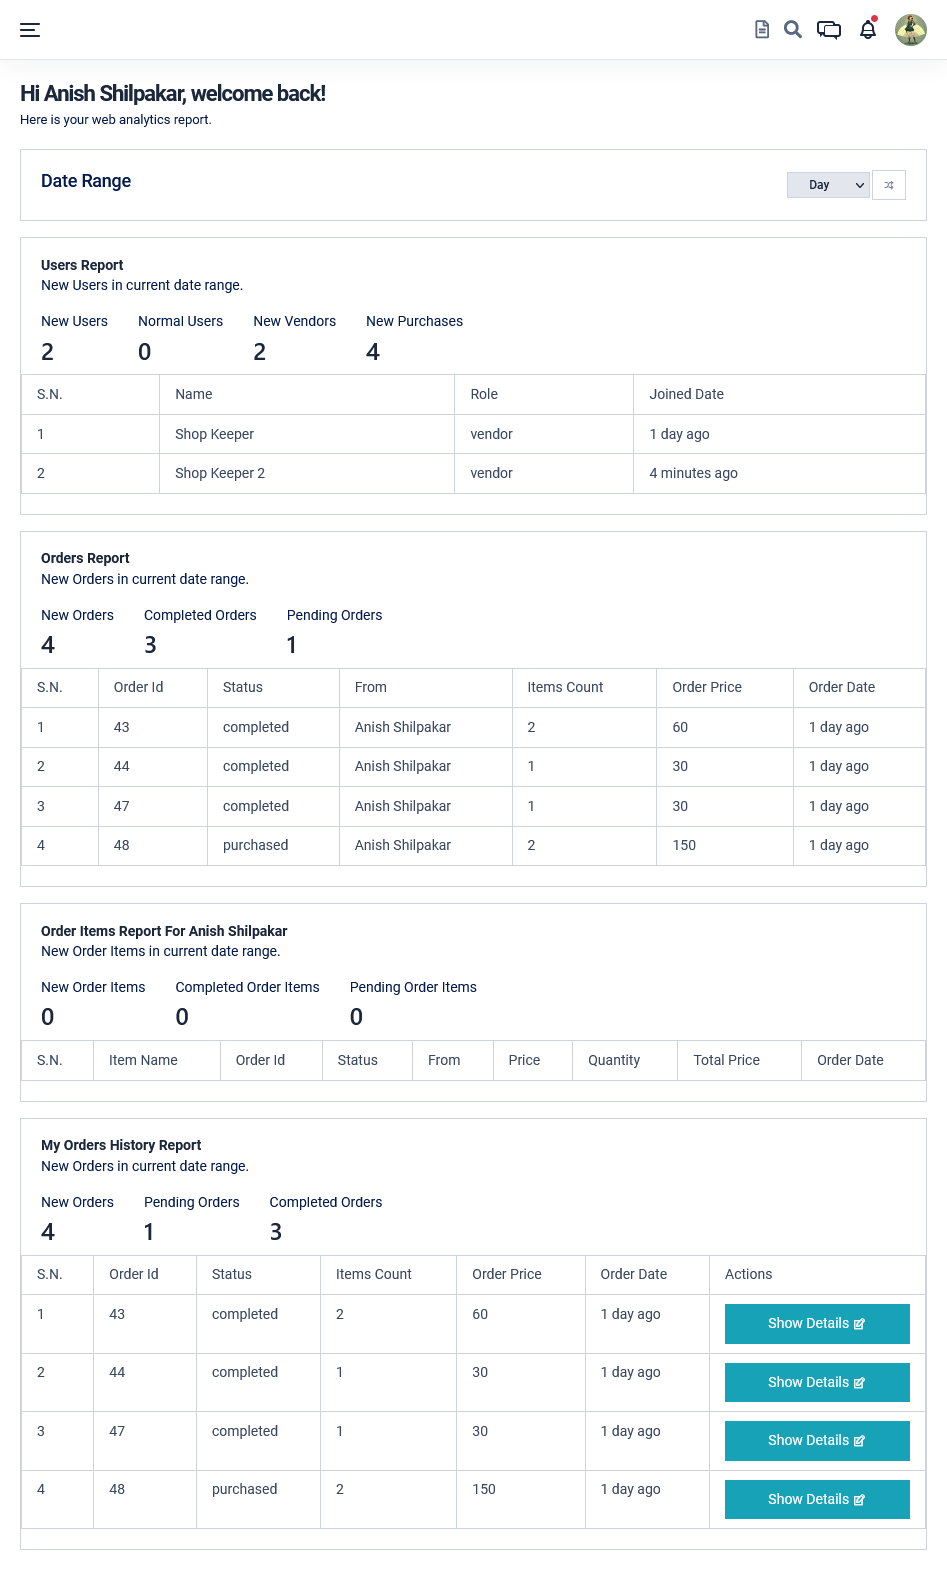 Hi Anish Shilpakar, welcome back!
Here is your web analytics report.
Date Range
Day
Users Report
New Users in current date range.
New Users Normal Users New Vendors New Purchases
2 0 2 4
S.N. Name Role Joined Date
1 Shop Keeper vendor 1 day ago
2 Shop Keeper 2 vendor 4 minutes ago
Orders Report
New Orders in current date range.
New Orders Completed Orders Pending Orders
4 3 1
S.N. Order Id Status From Items Count Order Price Order Date
1 43 completed Anish Shilpakar 2 60 1 day ago
2 44 completed Anish Shilpakar 1 30 1 day ago
3 47 completed Anish Shilpakar 1 30 1 day ago
4 48 purchased Anish Shilpakar 2 150 1 day ago
Order Items Report For Anish Shilpakar
New Order Items in current date range.
New Order Items Completed Order Items Pending Order Items
0 0 0
S.N. Item Name Order Id Status From Price Quantity Total Price Order Date
My Orders History Report
New Orders in current date range.
New Orders Pending Orders Completed Orders
4 1 3
S.N. Order Id Status Items Count Order Price Order Date Actions
1 43 completed 2 60 1 day ago Show Details
2 44 completed 1 30 1 day ago Show Details
3 47 completed 1 30 1 day ago Show Details
4 48 purchased 2 150 1 day ago Show Details